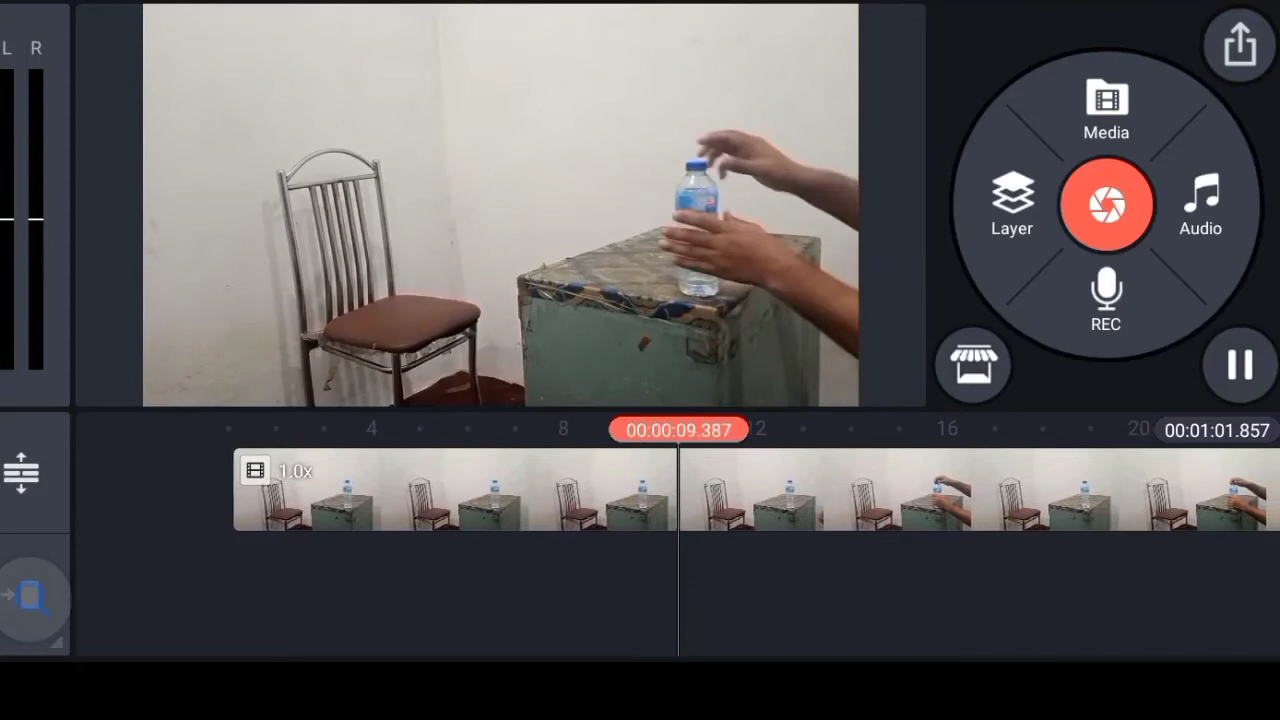 L R
Media
Layer
Audio
REC
4
8
00:00:09.387
2
16
20
00:01:01.857
1.0x